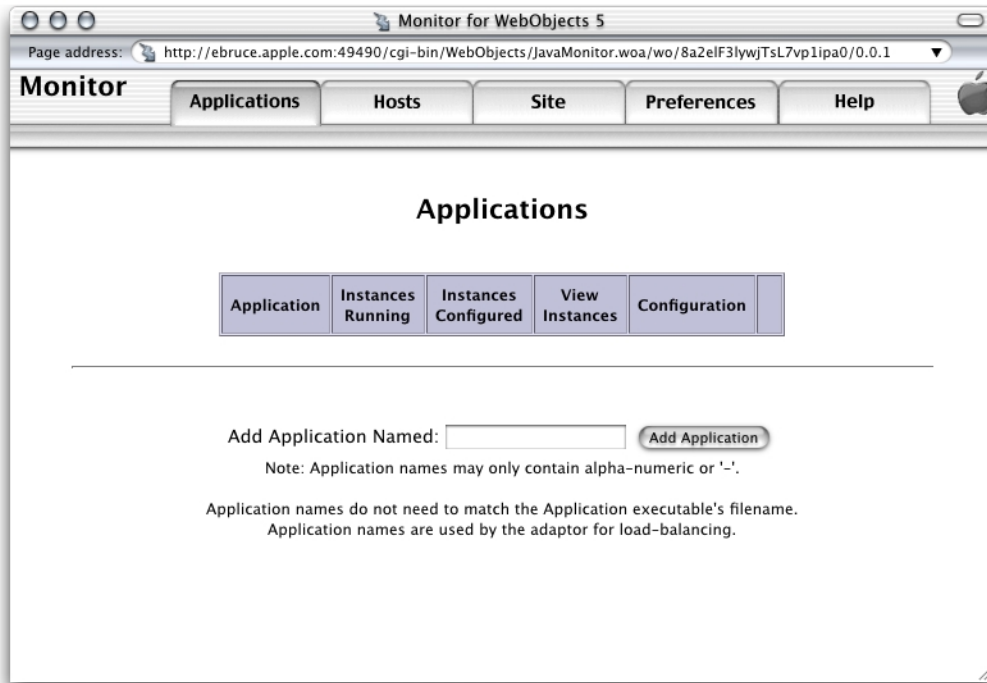 Monitor for WebObjects 5
Page address: http://ebruce.apple.com:49490/cgi-bin/WebObjects/JavaMonitor.woa/wo/8a2elF3lywjTsL7vp1ipa0/0.0.1
Monitor
Applications Hosts Site Preferences Help
Applications
Application Instances Running Instances Configured View Instances Configuration
Add Application Named: Add Application
Note: Application names may only contain alpha-numeric or '-'.
Application names do not need to match the Application executable's filename.
Application names are used by the adaptor for load-balancing.